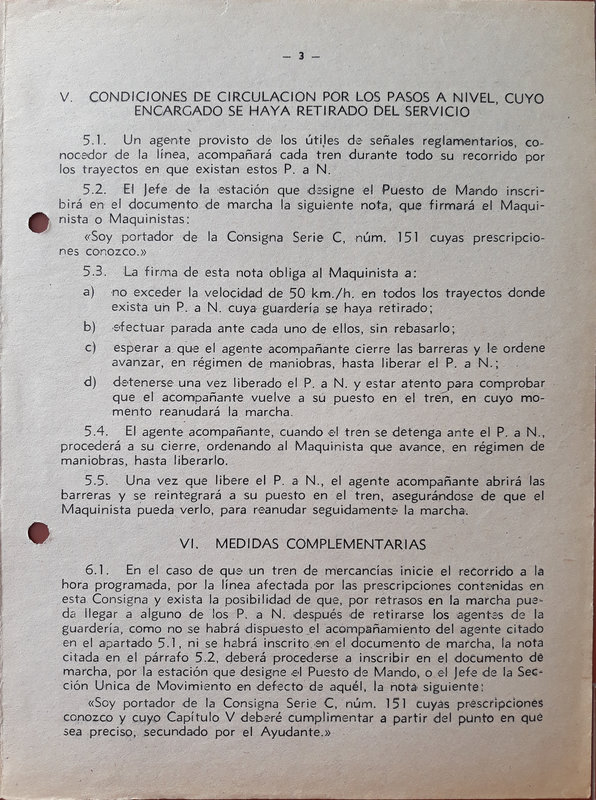 — 3 —
V. CONDICIONES DE CIRCULACION POR LOS PASOS A NIVEL, CUYO
ENCARGADO SE HAYA RETIRADO DEL SERVICIO
5.1. Un agente provisto de los útiles de señales reglamentarios, co-
nocedor de la línea, acompañará cada tren durante todo su recorrido por
los trayectos en que existan estos P. a N.
5.2. El Jefe de la estación que designe el Puesto de Mando inscri-
birá en el documento de marcha la siguiente nota, que firmará el Maqui-
nista o Maquinistas:
«Soy portador de la Consigna Serie C, núm. 151 cuyas prescripcio-
nes conozco.»
5.3. La firma de esta nota obliga al Maquinista a:
a) no exceder la velocidad de 50 km./h. en todos los trayectos donde
exista un P. a N. cuya guardería se haya retirado;
b) efectuar parada ante cada uno de ellos, sin rebasarlo;
c) esperar a que el agente acompañante cierre las barreras y le ordene
avanzar, en régimen de maniobras, hasta liberar el P. a N.;
d) detenerse una vez liberado el P. a N. y estar atento para comprobar
que el acompañante vuelve a su puesto en el tren, en cuyo mo-
mento reanudará la marcha.
5.4. El agente acompañante, cuando el tren se detenga ante el P. a N.,
procederá a su cierre, ordenando al Maquinista que avance, en régimen de
maniobras, hasta liberarlo.
5.5. Una vez que libere el P. a N., el agente acompañante abrirá las
barreras y se reintegrará a su puesto en el tren, asegurándose de que el
Maquinista pueda verlo, para reanudar seguidamente la marcha.
VI. MEDIDAS COMPLEMENTARIAS
6.1. En el caso de que un tren de mercancías inicie el recorrido a la
hora programada, por la línea afectada por las prescripciones contenidas en
esta Consigna y exista la posibilidad de que, por retrasos en la marcha pue-
da llegar a alguno de los P. a N. después de retirarse los agentes de la
guardería, como no se habrá dispuesto el acompañamiento del agente citado
en el apartado 5.1, ni se habrá inscrito en el documento de marcha, la nota
citada en el párrafo 5.2, deberá procederse a inscribir en el documento de
marcha, por la estación que designe el Puesto de Mando, o el Jefe de la Sec-
ción Unica de Movimiento en defecto de aquél, la nota siguiente:
«Soy portador de la Consigna Serie C, núm. 151 cuyas prescripciones
conozco y cuyo Capítulo V deberé cumplimentar a partir del punto en que
sea preciso, secundado por el Ayudante.»